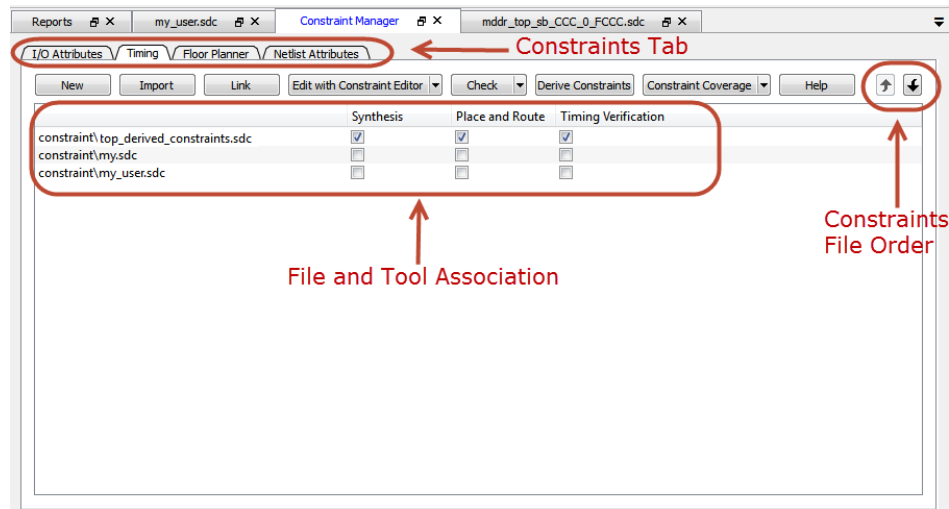 Reports my_user.sdc Constraint Manager mddr_top_sb_CCC_0_FCCC.sdc
I/O Attributes Timing Floor Planner Netlist Attributes
Constraints Tab
New Import Link Edit with Constraint Editor Check Derive Constraints Constraint Coverage Help
Synthesis Place and Route Timing Verification
constraint\top_derived_constraints.sdc
constraint\my.sdc
constraint\my_user.sdc
Constraints
File Order
File and Tool Association